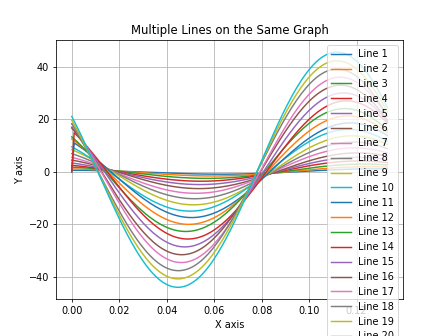 Multiple Lines on the Same Graph
Y axis
40
20
0
−20
−40
0.00
0.02
0.04
0.06
0.08
0.10
X axis
Line 1
Line 2
Line 3
Line 4
Line 5
Line 6
Line 7
Line 8
Line 9
Line 10
Line 11
Line 12
Line 13
Line 14
Line 15
Line 16
Line 17
Line 18
Line 19
Line 20